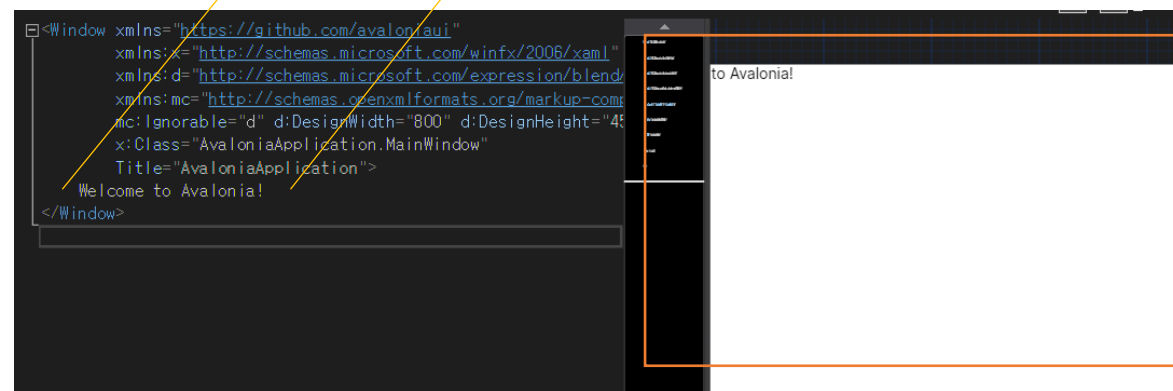 <Window xmlns="https://github.com/avaloniaui"
xmlns:x="http://schemas.microsoft.com/winfx/2006/xaml"
xmlns:d="http://schemas.microsoft.com/expression/blend/
xmlns:mc="http://schemas.openxmlformats.org/markup-comp
mc:Ignorable="d" d:DesignWidth="800" d:DesignHeight="45
x:Class="AvaloniaApplication.MainWindow"
Title="AvaloniaApplication">
Welcome to Avalonia!
</Window>
to Avalonia!